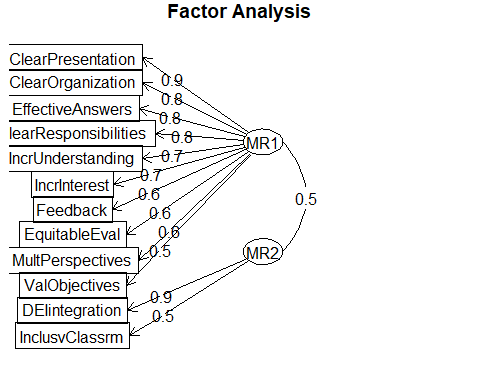 Factor Analysis
ClearPresentation
0.9
ClearOrganization
0.8
EffectiveAnswers
0.8
learResponsibilities
0.8
IncrUnderstanding
0.7
MR1
IncrInterest
0.7
Feedback
0.6
0.5
EquitableEval
0.6
MultPerspectives
0.6
ValObjectives
0.5
MR2
DEIintegration
0.9
InclusvClassrm
0.5